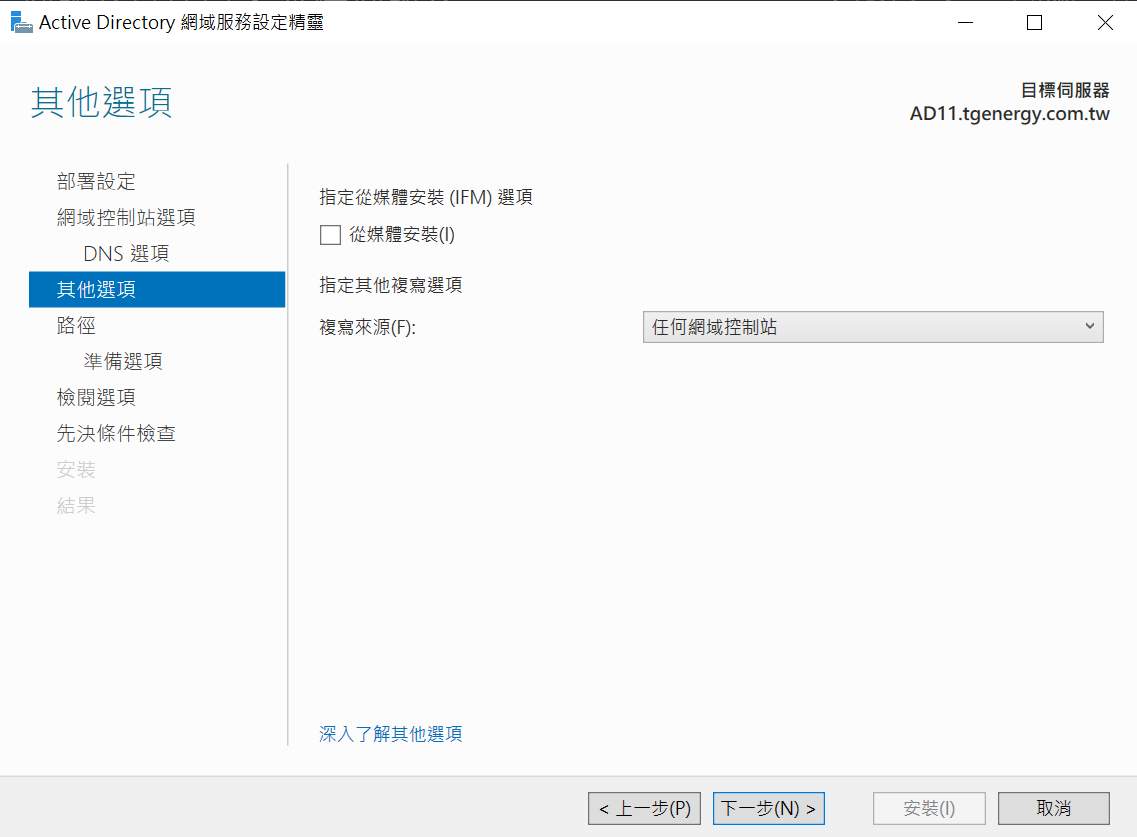 Active Directory 網域服務設定精靈
其他選項
目標伺服器
AD11.tgenergy.com.tw
部署設定
網域控制站選項
DNS 選項
其他選項
路徑
準備選項
檢閱選項
先決條件檢查
安裝
結果
指定從媒體安裝 (IFM) 選項
從媒體安裝(I)
指定其他複寫選項
複寫來源(F): 任何網域控制站
深入了解其他選項
< 上一步(P) 下一步(N) > 安裝(I) 取消